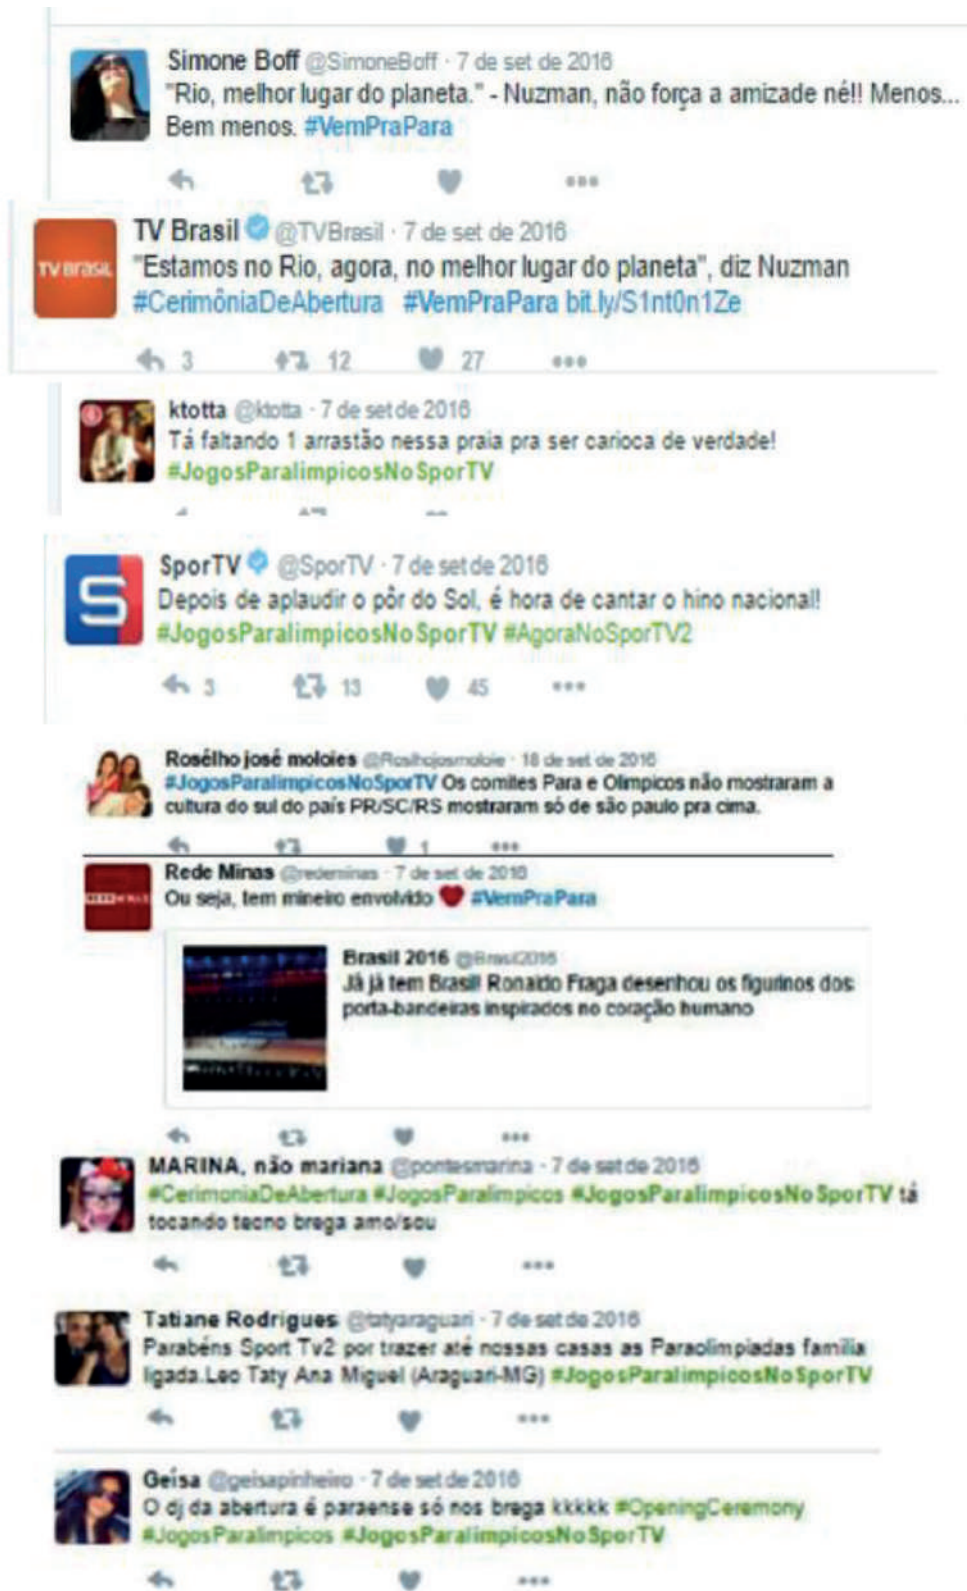 Simone Boff @SimoneBoff · 7 de set de 2016
"Rio, melhor lugar do planeta." - Nuzman, não força a amizade né!! Menos...
Bem menos. #VemPraPara
TV BRASIL
TV Brasil @TVBrasil · 7 de set de 2016
"Estamos no Rio, agora, no melhor lugar do planeta", diz Nuzman
#CerimôniaDeAbertura #VemPraPara bit.ly/S1nt0n1Ze
3 12 27
ktotta @ktotta · 7 de set de 2016
Tá faltando 1 arrastão nessa praia pra ser carioca de verdade!
#JogosParalimpicosNoSporTV
S
SporTV @SporTV · 7 de set de 2016
Depois de aplaudir o pôr do Sol, é hora de cantar o hino nacional!
#JogosParalimpicosNoSporTV #AgoraNoSporTV2
3 13 45
Rosélho josé moloies · 18 de set de 2016
#JogosParalimpicosNoSporTV Os comites Para e Olimpicos não mostraram a
cultura do sul do país PR/SC/RS mostraram só de são paulo pra cima.
1
Rede Minas @redeminas · 7 de set de 2016
Ou seja, tem mineiro envolvido #VemPraPara
Brasil 2016 @Brasil2016
Já já tem Brasil! Ronaldo Fraga desenhou os figurinos dos
porta-bandeiras inspirados no coração humano
MARINA, não mariana @pontesmarina · 7 de set de 2016
#CerimoniaDeAbertura #JogosParalimpicos #JogosParalimpicosNoSporTV tá
tocando tecno brega amo/sou
Tatiane Rodrigues @tatyaraguari · 7 de set de 2016
Parabéns Sport Tv2 por trazer até nossas casas as Paraolimpiadas familia
ligada.Leo Taty Ana Miguel (Araguari-MG) #JogosParalimpicosNoSporTV
Geísa @geisapinheiro · 7 de set de 2016
O dj da abertura é paraense só nos brega kkkkk #OpeningCeremony
#JogosParalimpicos #JogosParalimpicosNoSporTV